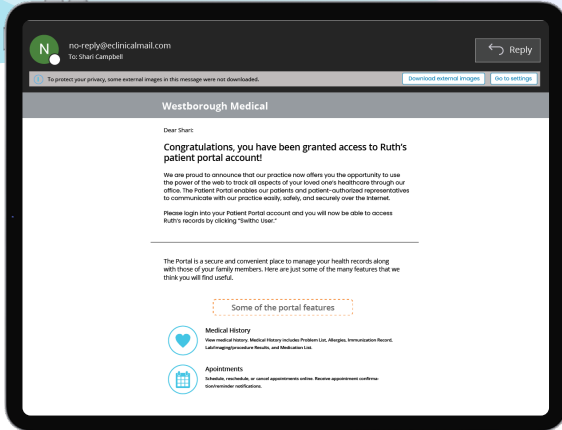 N
no-reply@eclinicalmail.com
To: Shari Campbell
Reply
To protect your privacy, some external images in this message were not downloaded.
Download external images
Go to settings
Westborough Medical
Dear Shari:
Congratulations, you have been granted access to Ruth's
patient portal account!
We are proud to announce that our practice now offers you the opportunity to use
the power of the web to track all aspects of your loved one's healthcare through our
office. The Patient Portal enables our patients and patient-authorized representatives
to communicate with our practice easily, safely, and securely over the Internet.
Please login into your Patient Portal account and you will now be able to access
Ruth's records by clicking "Swithc User."
The Portal is a secure and convenient place to manage your health records along
with those of your family members. Here are just some of the many features that we
think you will find useful.
Some of the portal features
Medical History
View medical history. Medical History includes Problem List, Allergies, Immunization Record,
Lab/Imaging/procedure Results, and Medication List.
Apointments
Schedule, reschedule, or cancel appointments online. Receive appointment confirma-
tion/reminder notifications.